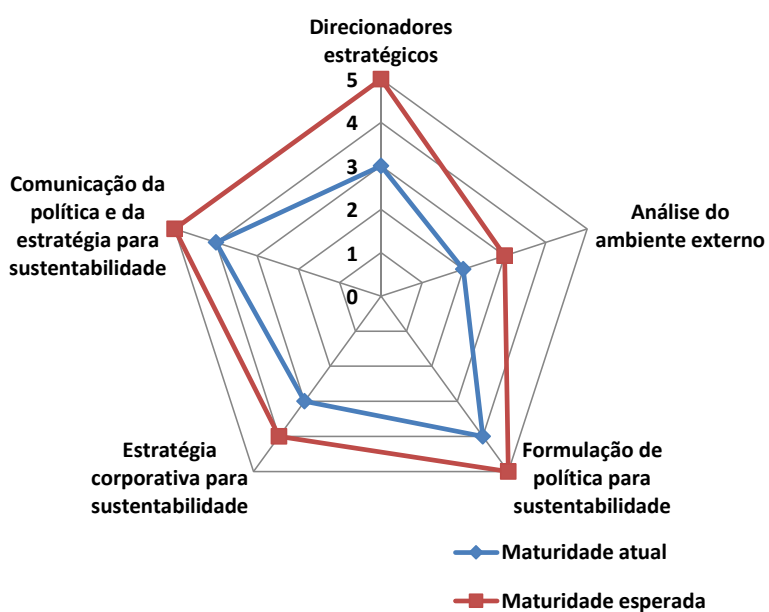 Direcionadores
estratégicos
5
4
3
2
1
0
Análise do
ambiente externo
Formulação de
política para
sustentabilidade
Estratégia
corporativa para
sustentabilidade
Comunicação da
política e da
estratégia para
sustentabilidade
Maturidade atual
Maturidade esperada